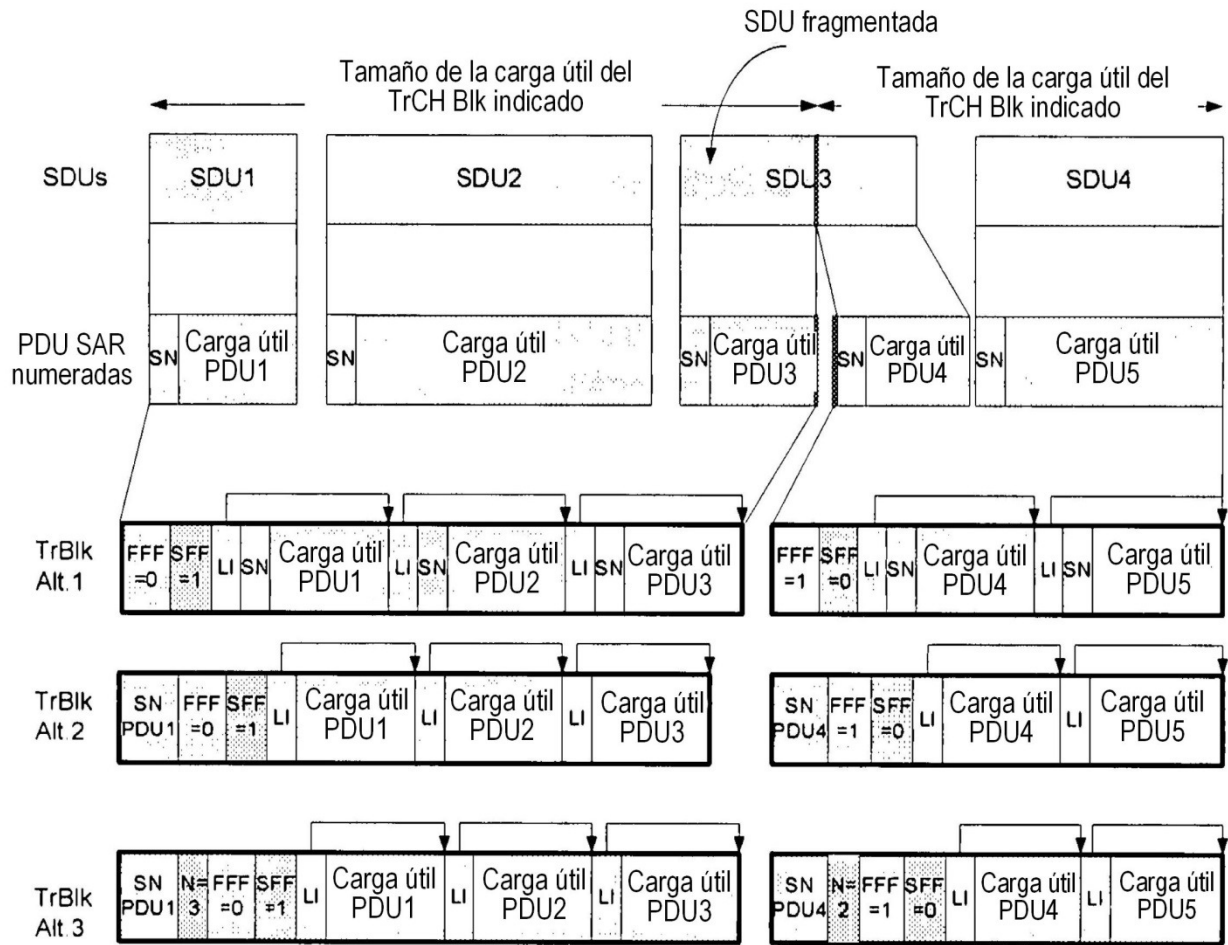 SDU fragmentada
Tamaño de la carga útil del
TrCH Blk indicado
Tamaño de la carga útil del
TrCH Blk indicado
SDUs
SDU1
SDU2
SDU3
SDU4
PDU SAR
numeradas
SN
Carga útil
PDU1
SN
Carga útil
PDU2
SN
Carga útil
PDU3
SN
Carga útil
PDU4
SN
Carga útil
PDU5
TrBlk
Alt.1
FFF
=0
SFF
=1
LI
SN
Carga útil
PDU1
LI
SN
Carga útil
PDU2
LI
SN
Carga útil
PDU3
FFF
=1
SFF
=0
LI
SN
Carga útil
PDU4
LI
SN
Carga útil
PDU5
TrBlk
Alt.2
SN
PDU1
FFF
=0
SFF
=1
LI
Carga útil
PDU1
LI
Carga útil
PDU2
LI
Carga útil
PDU3
SN
PDU4
FFF
=1
SFF
=0
LI
Carga útil
PDU4
LI
Carga útil
PDU5
TrBlk
Alt.3
SN
PDU1
N=
3
FFF
=0
SFF
=1
LI
Carga útil
PDU1
LI
Carga útil
PDU2
LI
Carga útil
PDU3
SN
PDU4
N=
2
FFF
=1
SFF
=0
LI
Carga útil
PDU4
LI
Carga útil
PDU5